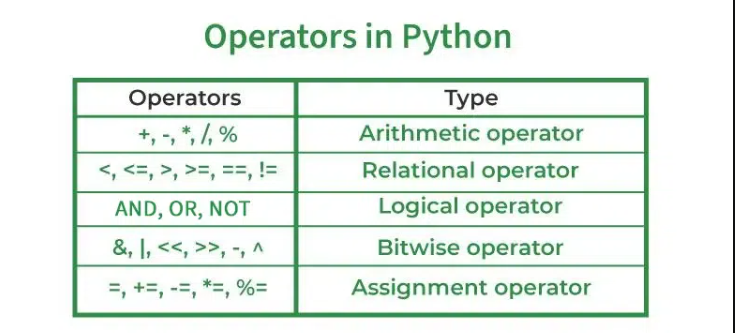 Operators in Python
Operators Type
+, -, *, /, % Arithmetic operator
<, <=, >, >=, ==, != Relational operator
AND, OR, NOT Logical operator
&, |, <<, >>, -, ^ Bitwise operator
=, +=, -=, *=, %= Assignment operator